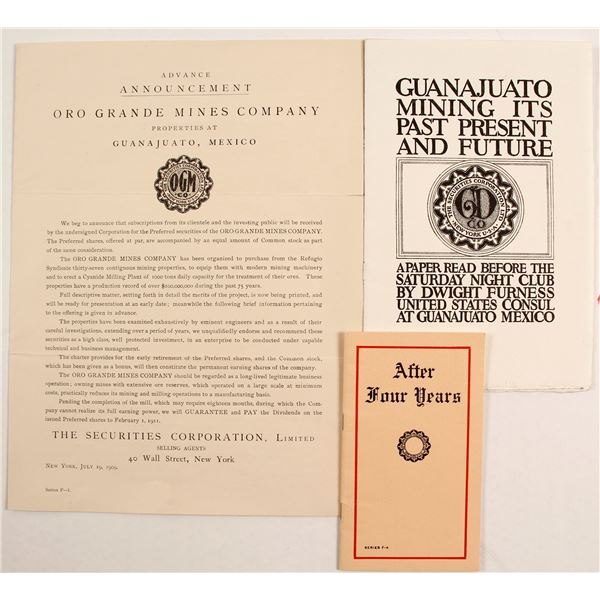 ADVANCE
ANNOUNCEMENT
ORO GRANDE MINES COMPANY
PROPERTIES AT
GUANAJUATO, MEXICO
OGM
CO
We beg to announce that subscriptions from its clientele and the investing public will be received
by the undersigned Corporation for the Preferred securities of the ORO GRANDE MINES COMPANY.
The Preferred shares, offered at par, are accompanied by an equal amount of Common stock as part
of the same consideration.
The ORO GRANDE MINES COMPANY has been organized to purchase from the Refugio
Syndicate thirty-seven contiguous mining properties, to equip them with modern mining machinery
and to erect a Cyanide Milling Plant of 1000 tons daily capacity for the treatment of their ores. These
properties have a production record of over $100,000,000 during the past 75 years.
Full descriptive matter, setting forth in detail the merits of the project, is now being printed, and
will be ready for presentation at an early date; meanwhile the following brief information pertaining
to the offering is given in advance.
The properties have been examined exhaustively by eminent engineers and as a result of their
careful investigations, extending over a period of years, we unqualifiedly endorse and recommend these
securities as a high class, well protected investment, in an enterprise to be conducted under capable
technical and business management.
The charter provides for the early retirement of the Preferred shares, and the Common stock,
which has been given as a bonus, will then constitute the permanent earning shares of the company.
The Oro Grande Mines Company should be regarded as a long-lived legitimate business
operation; owning mines with extensive ore reserves, which operated on a large scale at minimum
costs, practically reduces its mining and milling operations to a manufacturing basis.
Pending the completion of the mill, which may require eighteen months, during which the Com-
pany cannot realize its full earning power, we will GUARANTEE and PAY the Dividends on the
issued Preferred shares to February 1, 1911.
THE SECURITIES CORPORATION, LIMITED
SELLING AGENTS
40 WALL STREET, NEW YORK
NEW YORK, JULY 19, 1909.
Series F-1.
GUANAJUATO
MINING ITS
PAST PRESENT
AND FUTURE
THE SECURITIES CORPORATION, LTD
CO
NEW YORK, U.S.A.
A PAPER READ BEFORE THE
SATURDAY NIGHT CLUB
BY DWIGHT FURNESS
UNITED STATES CONSUL
AT GUANAJUATO MEXICO
After
Four Years
SERIES F-4